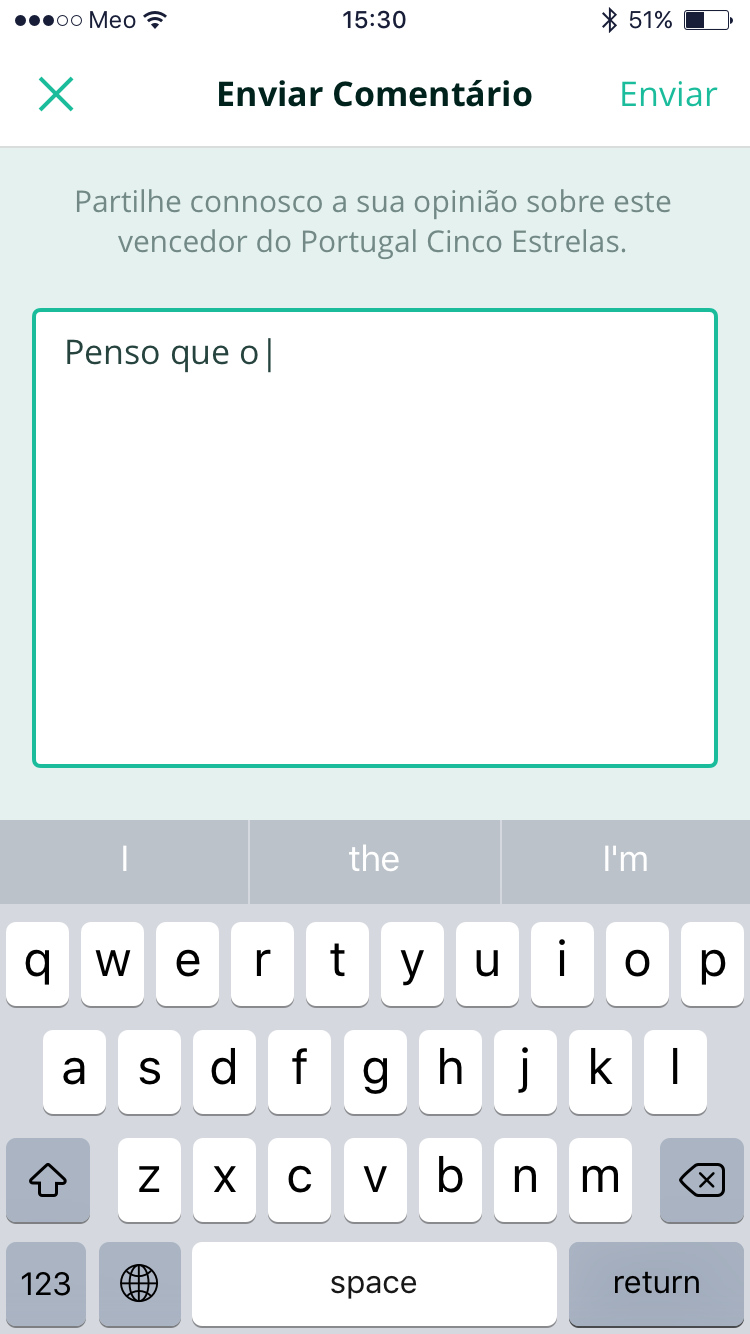 Meo 15:30 51%
Enviar Comentário Enviar
Partilhe connosco a sua opinião sobre este
vencedor do Portugal Cinco Estrelas.
Penso que o
I the I'm
q w e r t y u i o p
a s d f g h j k l
z x c v b n m
123 space return